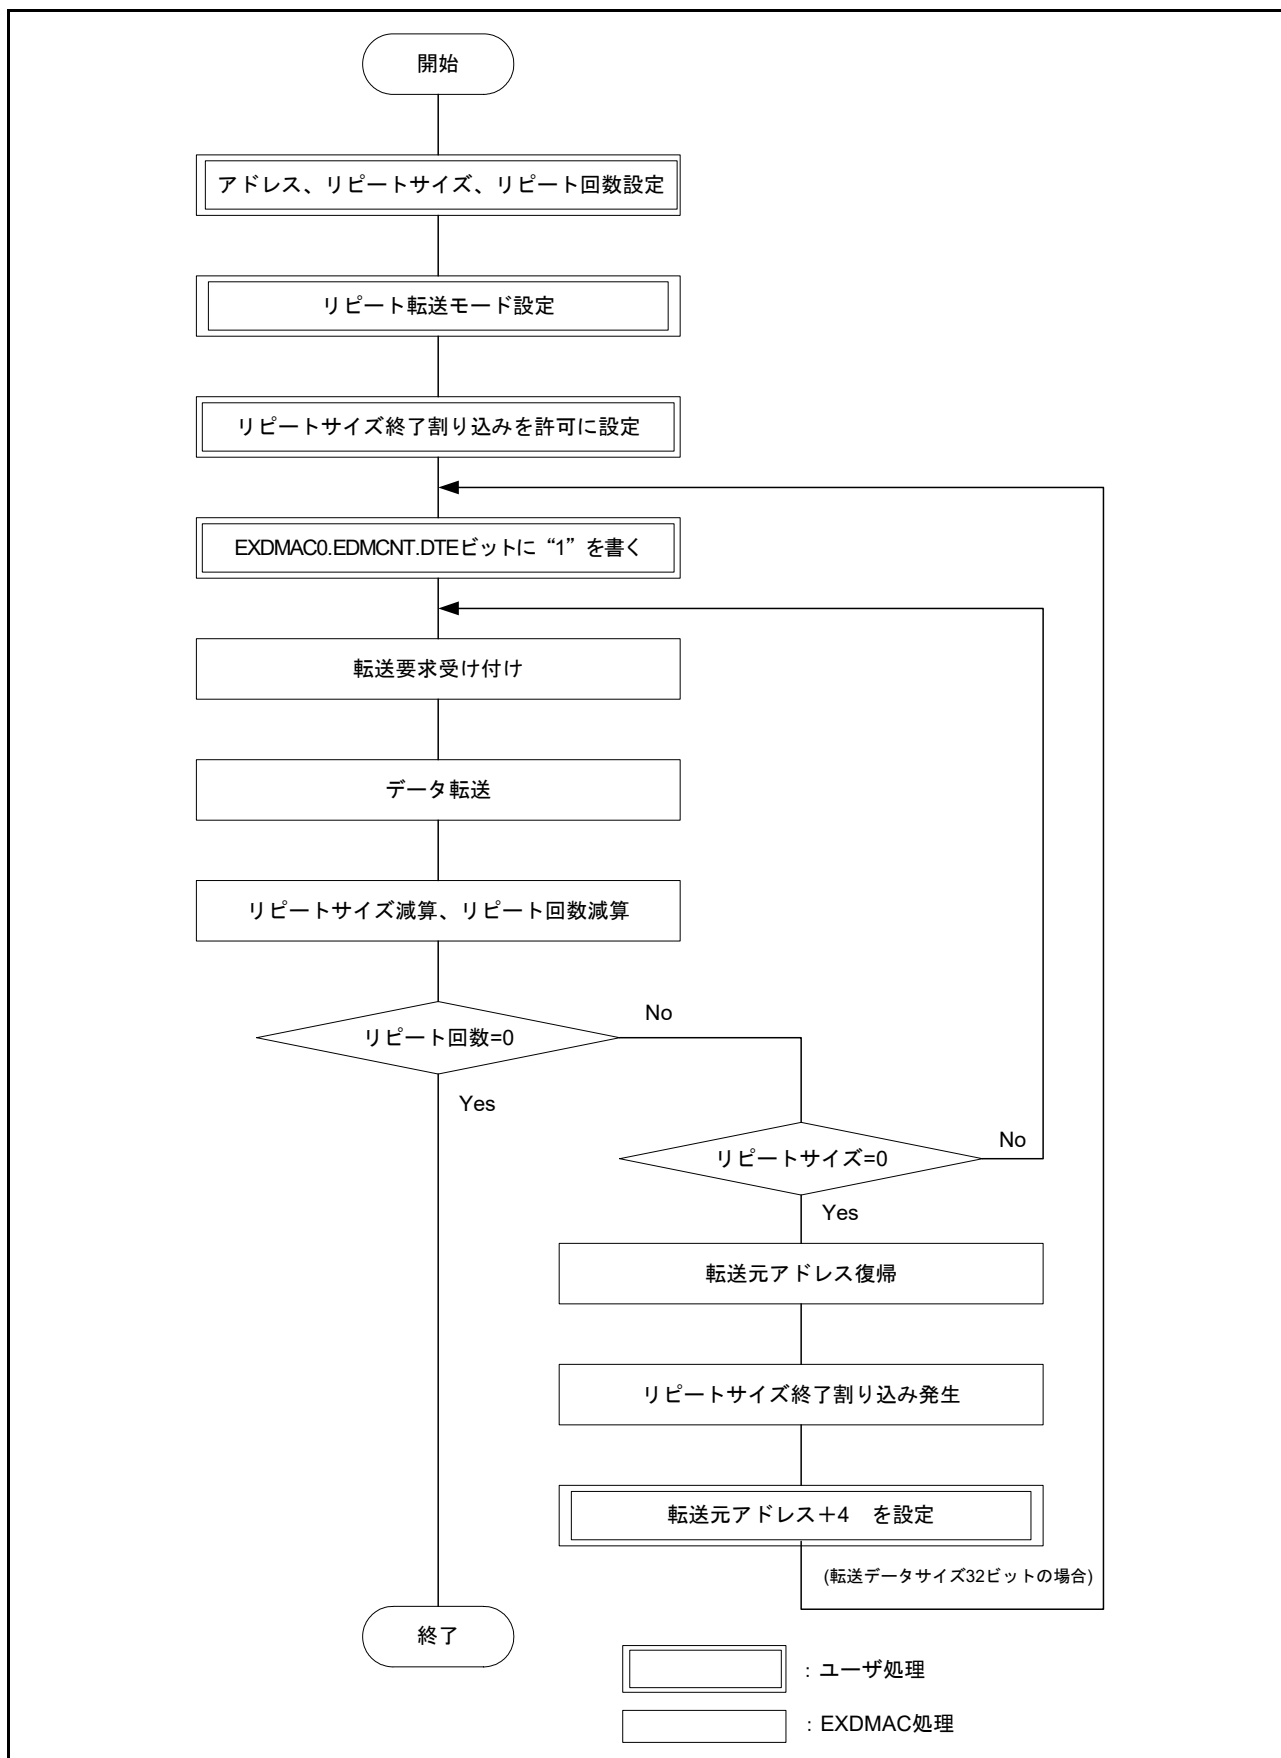 開始
アドレス、リピートサイズ、リピート回数設定
リピート転送モード設定
リピートサイズ終了割り込みを許可に設定
EXDMAC0.EDMCNT.DTEビットに“1”を書く
転送要求受け付け
データ転送
リピートサイズ減算、リピート回数減算
リピート回数=0
No
Yes
リピートサイズ=0
No
Yes
転送元アドレス復帰
リピートサイズ終了割り込み発生
転送元アドレス+4 を設定
(転送データサイズ32ビットの場合)
終了
：ユーザ処理
：EXDMAC処理